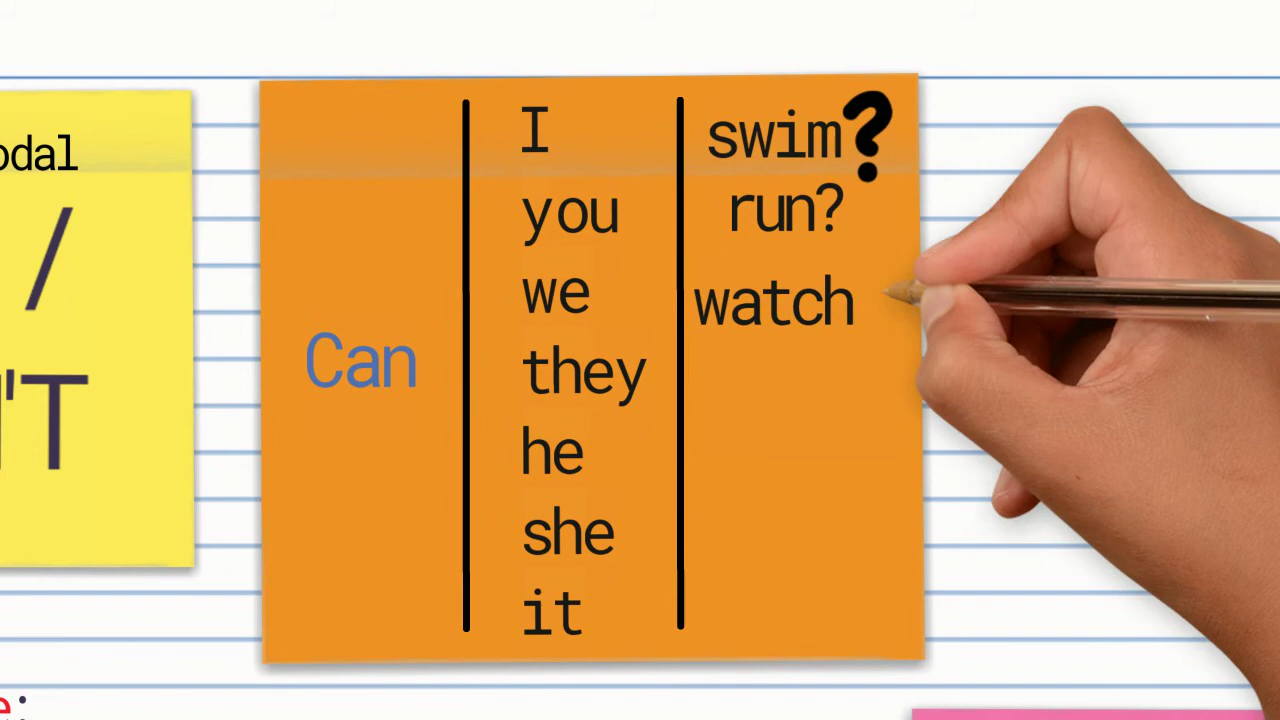 odal
/
'T
Can
I
you
we
they
he
she
it
swim?
run?
watch
e: